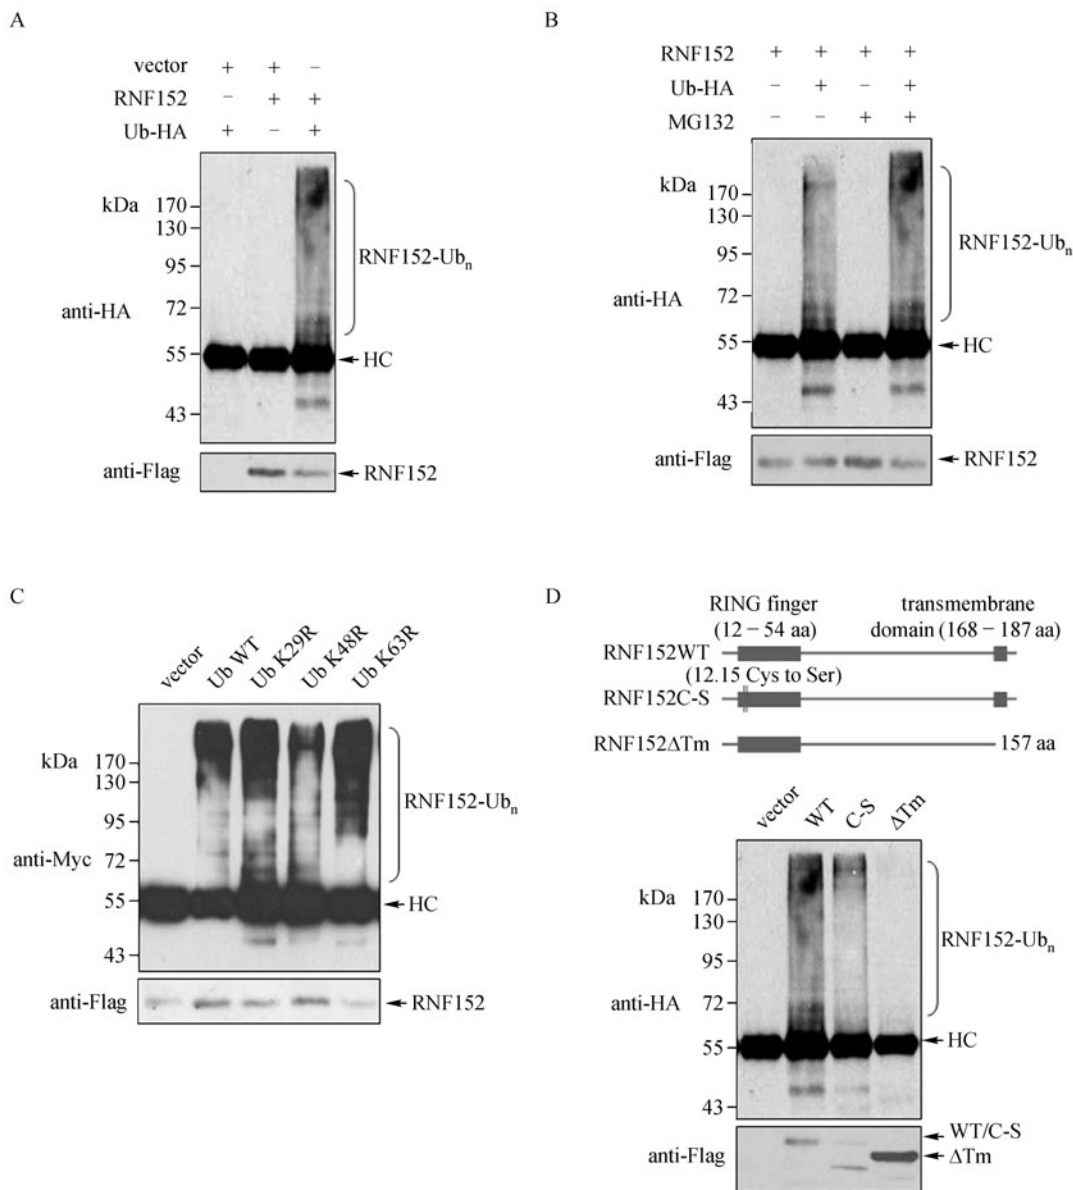 A
vector + + −
RNF152 − + +
Ub-HA + − +
kDa 170
130
95
RNF152-Ubn
72
anti-HA
55
HC
43
anti-Flag
RNF152
B
RNF152 + + + +
Ub-HA − + − +
MG132 − − + +
kDa 170
130
95
RNF152-Ubn
72
anti-HA
55
HC
43
anti-Flag
RNF152
C
vector Ub WT Ub K29R Ub K48R Ub K63R
kDa 170
130
RNF152-Ubn
95
anti-Myc 72
55
HC
43
anti-Flag
RNF152
D
RING finger transmembrane
(12 − 54 aa) domain (168 − 187 aa)
RNF152WT
(12.15 Cys to Ser)
RNF152C-S
RNF152ΔTm 157 aa
vector WT C-S ΔTm
kDa 170
130
RNF152-Ubn
95
anti-HA 72
55
HC
43
WT/C-S
anti-Flag ΔTm